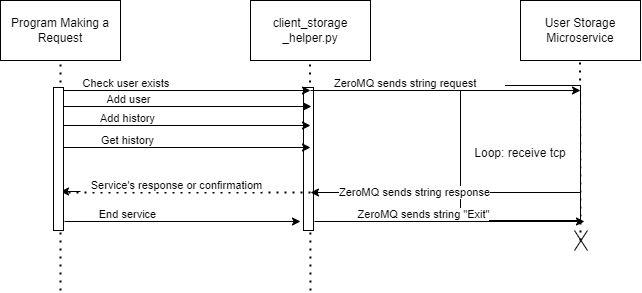 Program Making a
Request
client_storage
_helper.py
User Storage
Microservice
Check user exists
ZeroMQ sends string request
Add user
Add history
Get history
Loop: receive tcp
Service's response or confirmatiom
ZeroMQ sends string response
End service
ZeroMQ sends string "Exit"